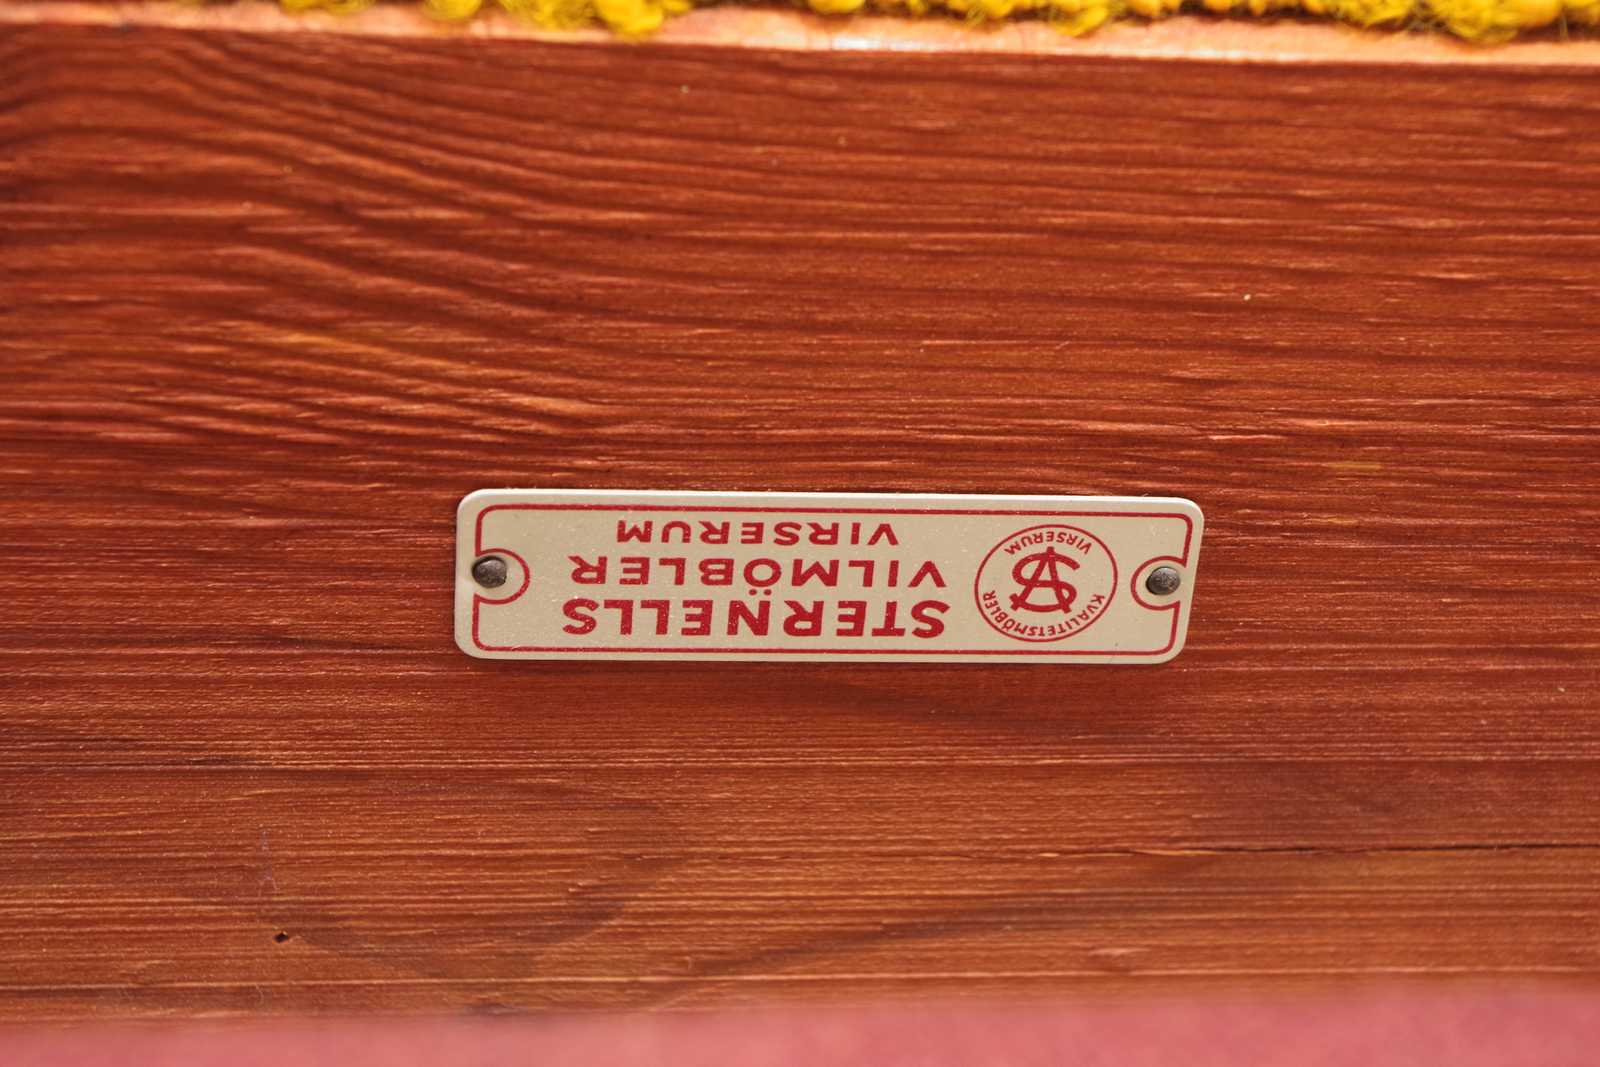 STERNELLS
VILMÖBLER
VIRSERUM
KVALITETSMÖBLER
AS
VIRSERUM